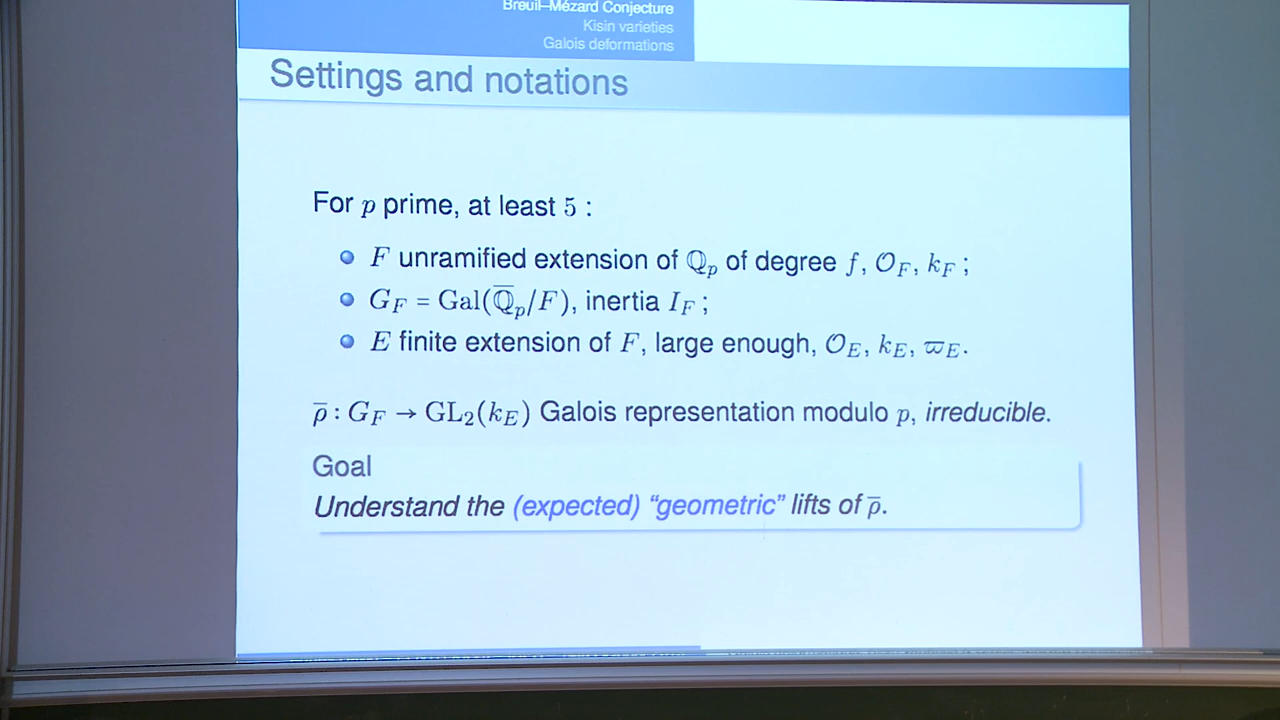 Breuil–Mézard Conjecture
Kisin varieties
Galois deformations
Settings and notations
For p prime, at least 5 :
F unramified extension of ℚ_p of degree f, 𝒪_F, k_F ;
G_F = Gal(ℚ̅_p/F), inertia I_F ;
E finite extension of F, large enough, 𝒪_E, k_E, ϖ_E.
ρ̅ : G_F → GL_2(k_E) Galois representation modulo p, irreducible.
Goal
Understand the (expected) “geometric” lifts of ρ̅.